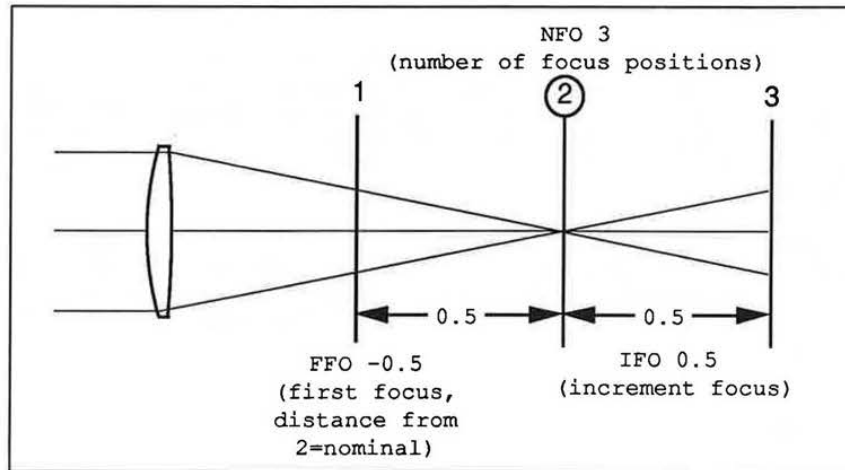 NFO 3
(number of focus positions)
1
2
3
0.5
0.5
FFO -0.5
(first focus,
distance from
2=nominal)
IFO 0.5
(increment focus)